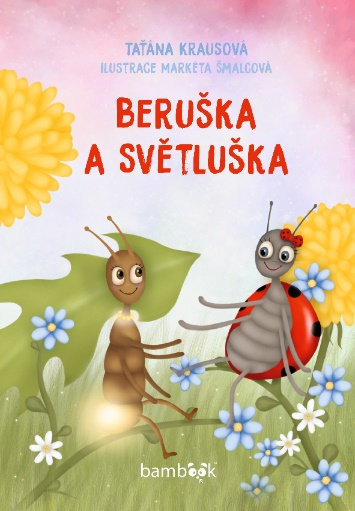 TAŤÁNA KRAUSOVÁ
ILUSTRACE MARKÉTA ŠMALCOVÁ
BERUŠKA
A SVĚTLUŠKA
bambook